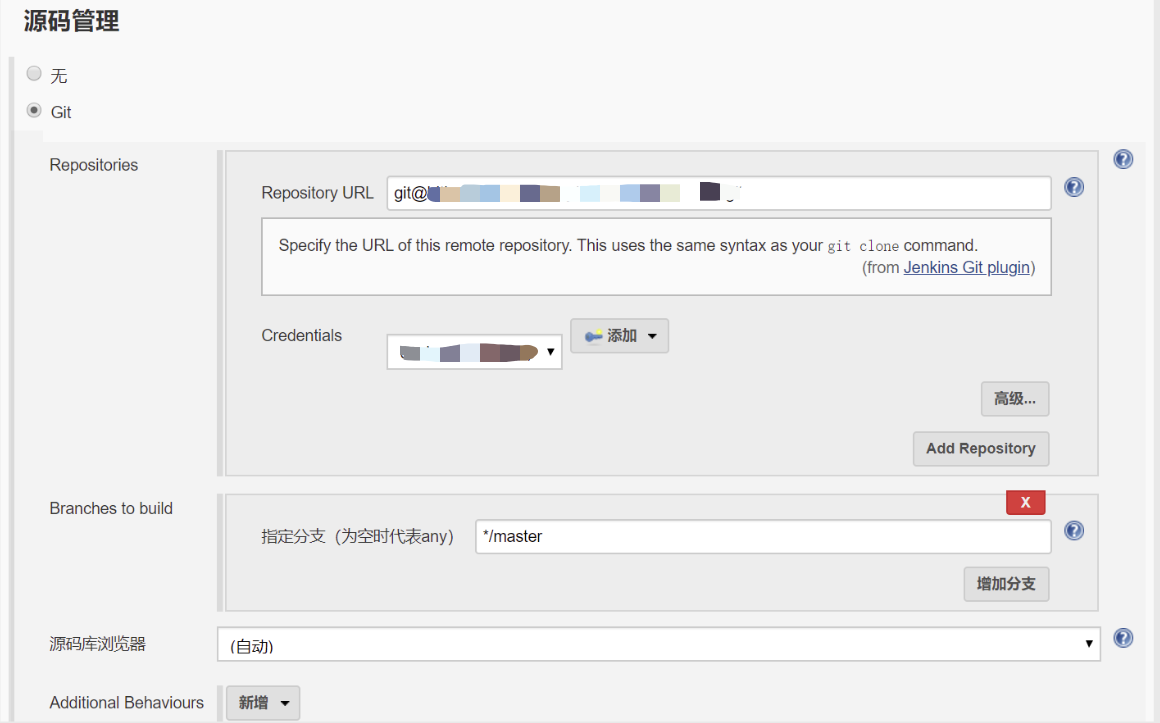 源码管理
无
Git
Repositories
Repository URL git@
Specify the URL of this remote repository. This uses the same syntax as your git clone command.
(from Jenkins Git plugin)
Credentials
添加
高级...
Add Repository
Branches to build
X
指定分支（为空时代表any） */master
增加分支
源码库浏览器 (自动)
Additional Behaviours 新增